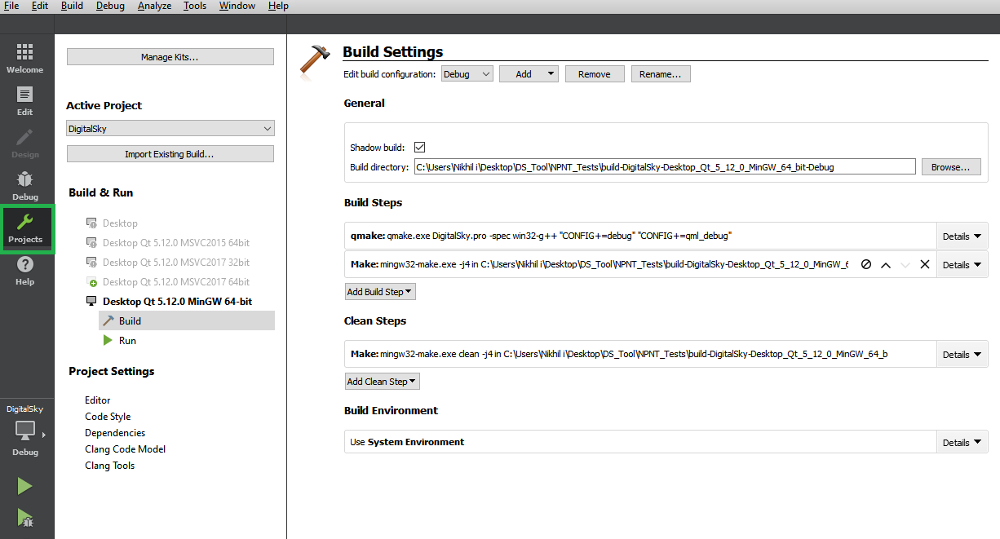 File Edit Build Debug Analyze Tools Window Help
Welcome
Edit
Design
Debug
Projects
Help
DigitalSky
Debug
Manage Kits...
Active Project
DigitalSky
Import Existing Build...
Build & Run
Desktop
Desktop Qt 5.12.0 MSVC2015 64bit
Desktop Qt 5.12.0 MSVC2017 32bit
Desktop Qt 5.12.0 MSVC2017 64bit
Desktop Qt 5.12.0 MinGW 64-bit
Build
Run
Project Settings
Editor
Code Style
Dependencies
Clang Code Model
Clang Tools
Build Settings
Edit build configuration: Debug Add Remove Rename...
General
Shadow build:
Build directory: C:\Users\Nikhil i\Desktop\DS_Tool\NPNT_Tests\build-DigitalSky-Desktop_Qt_5_12_0_MinGW_64_bit-Debug Browse...
Build Steps
qmake: qmake.exe DigitalSky.pro -spec win32-g++ "CONFIG+=debug" "CONFIG+=qml_debug" Details
Make: mingw32-make.exe -j4 in C:\Users\Nikhil i\Desktop\DS_Tool\NPNT_Tests\build-DigitalSky-Desktop_Qt_5_12_0_MinGW_6 Details
Add Build Step
Clean Steps
Make: mingw32-make.exe clean -j4 in C:\Users\Nikhil i\Desktop\DS_Tool\NPNT_Tests\build-DigitalSky-Desktop_Qt_5_12_0_MinGW_64_b Details
Add Clean Step
Build Environment
Use System Environment Details